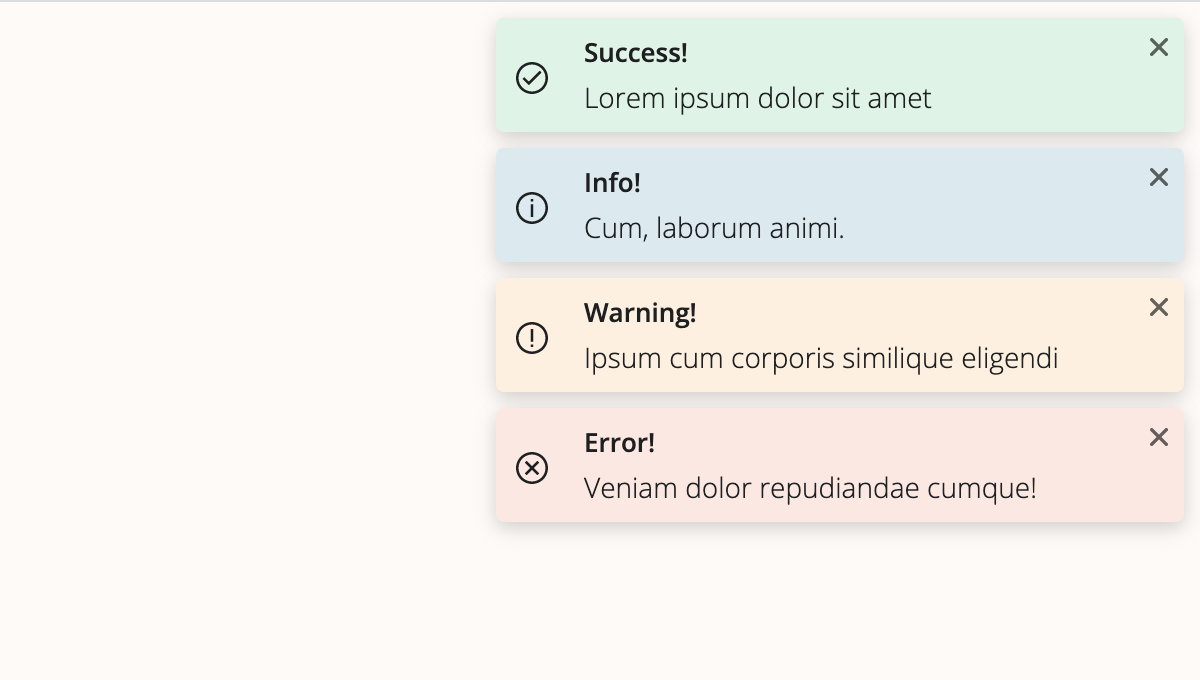 Success!
Lorem ipsum dolor sit amet
Info!
Cum, laborum animi.
Warning!
Ipsum cum corporis similique eligendi
Error!
Veniam dolor repudiandae cumque!